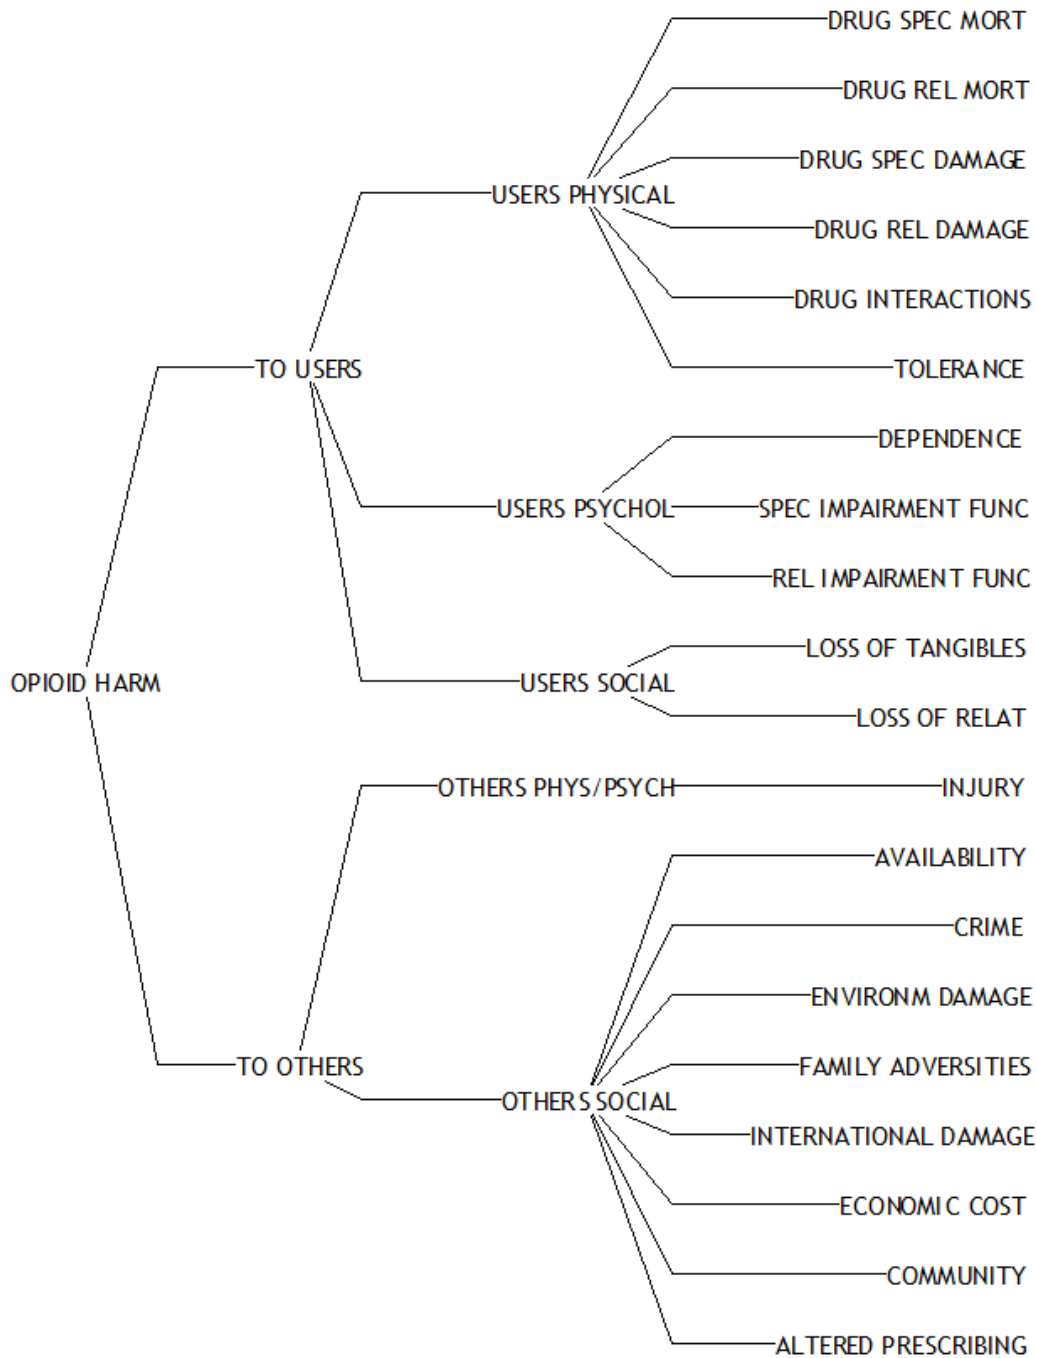 DRUG SPEC MORT
DRUG REL MORT
DRUG SPEC DAMAGE
USERS PHYSICAL
DRUG REL DAMAGE
DRUG INTERACTIONS
TO USERS
TOLERANCE
DEPENDENCE
USERS PSYCHOL
SPEC IMPAIRMENT FUNC
REL IMPAIRMENT FUNC
LOSS OF TANGIBLES
OPIOID HARM
USERS SOCIAL
LOSS OF RELAT
OTHERS PHYS/PSYCH
INJURY
AVAILABILITY
CRIME
ENVIRONM DAMAGE
TO OTHERS
FAMILY ADVERSITIES
OTHERS SOCIAL
INTERNATIONAL DAMAGE
ECONOMIC COST
COMMUNITY
ALTERED PRESCRIBING